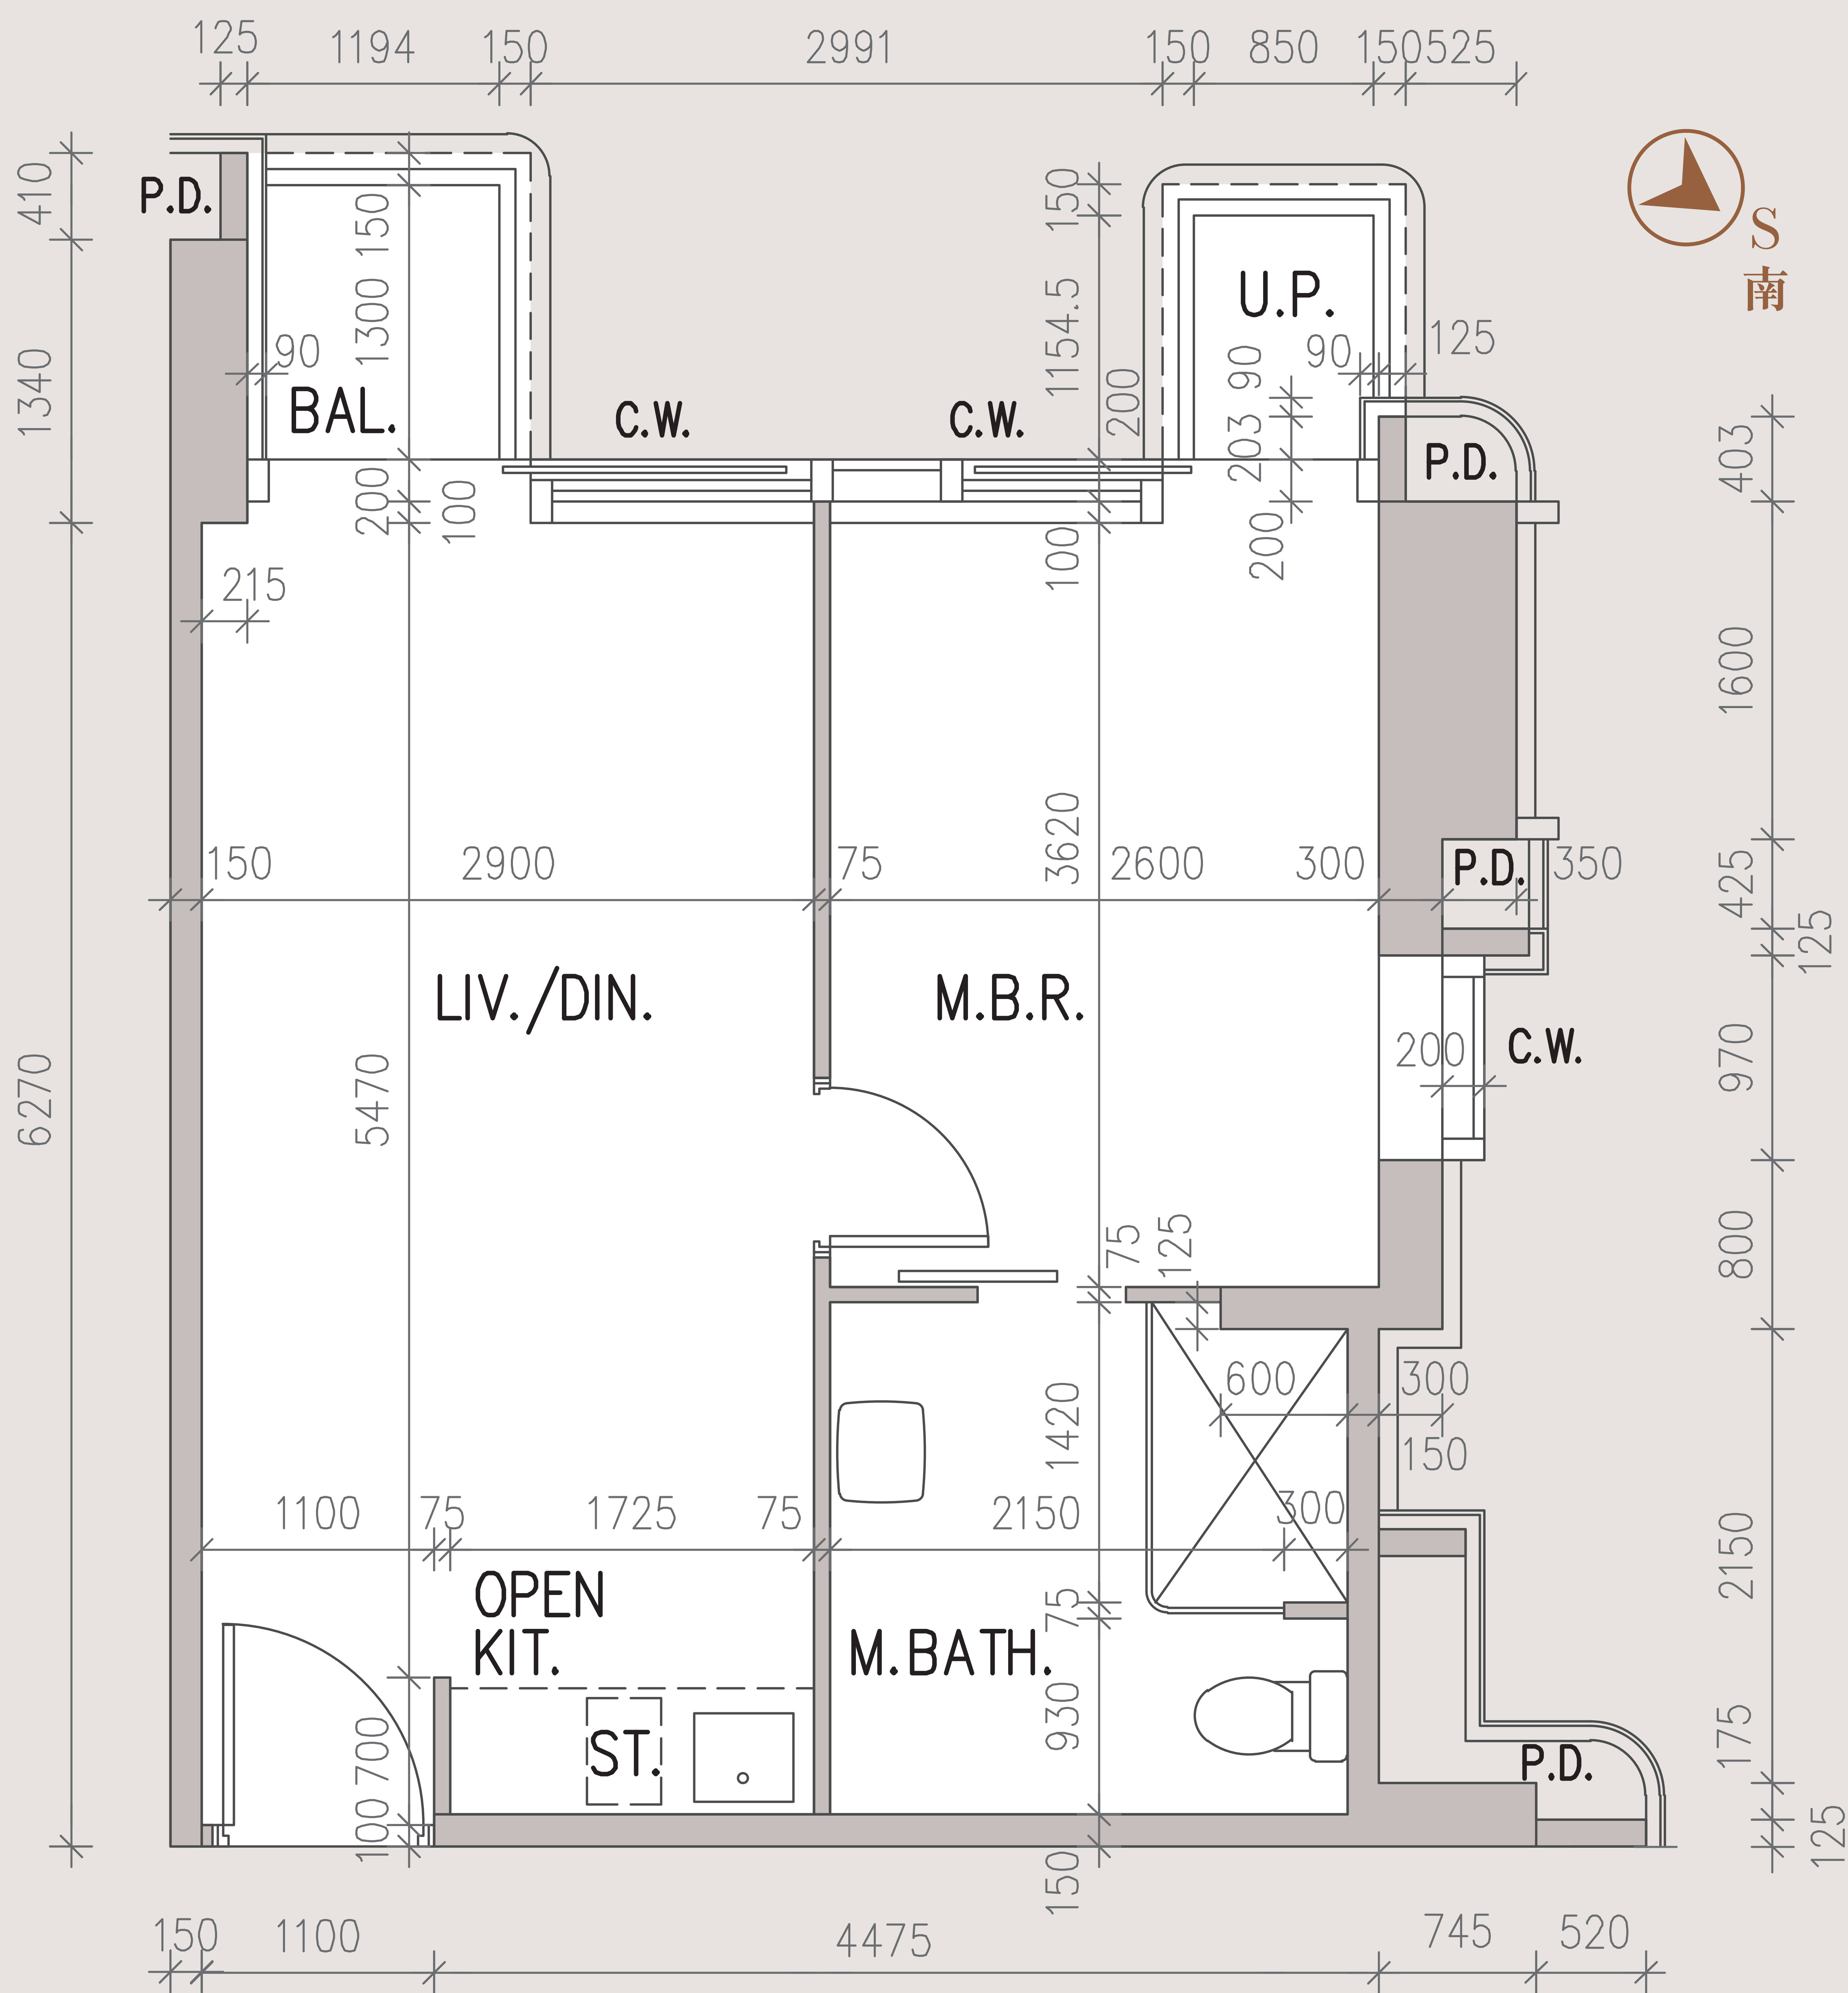 125 1194 150 2991 150 850 150 525
410
P.D.
150
150
U.P.
S
南
1300
1154.5
1340
90
BAL.
C.W.
C.W.
200
90
203
90
125
P.D.
403
200
100
100
200
215
1600
150 2900 75 3620 2600 300
P.D.
350
425
125
LIV./DIN.
M.B.R.
200
C.W.
970
6270
5470
75
125
800
600
300
150
1420
1100 75 1725 75 2150 300
OPEN
KIT.
M.BATH.
75
2150
ST.
700
930
P.D.
175
100
150
125
150 1100 4475 745 520